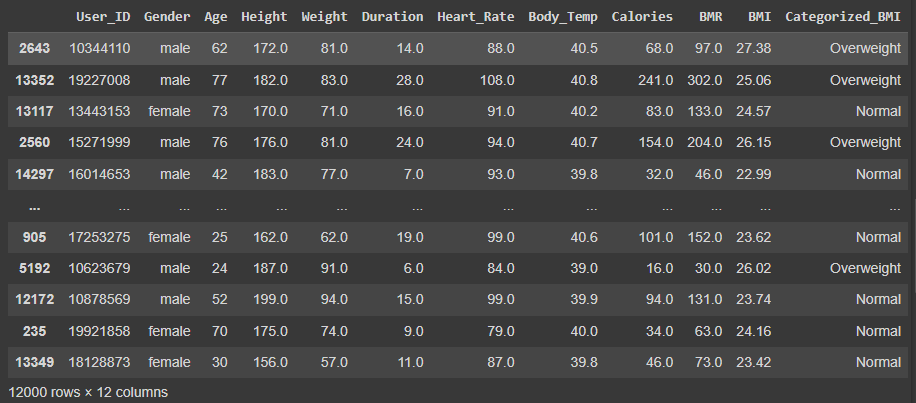 User_ID Gender Age Height Weight Duration Heart_Rate Body_Temp Calories BMR BMI Categorized_BMI
2643 10344110 male 62 172.0 81.0 14.0 88.0 40.5 68.0 97.0 27.38 Overweight
13352 19227008 male 77 182.0 83.0 28.0 108.0 40.8 241.0 302.0 25.06 Overweight
13117 13443153 female 73 170.0 71.0 16.0 91.0 40.2 83.0 133.0 24.57 Normal
2560 15271999 male 76 176.0 81.0 24.0 94.0 40.7 154.0 204.0 26.15 Overweight
14297 16014653 male 42 183.0 77.0 7.0 93.0 39.8 32.0 46.0 22.99 Normal
... ... ... ... ... ... ... ... ... ... ... ... ...
905 17253275 female 25 162.0 62.0 19.0 99.0 40.6 101.0 152.0 23.62 Normal
5192 10623679 male 24 187.0 91.0 6.0 84.0 39.0 16.0 30.0 26.02 Overweight
12172 10878569 male 52 199.0 94.0 15.0 99.0 39.9 94.0 131.0 23.74 Normal
235 19921858 female 70 175.0 74.0 9.0 79.0 40.0 34.0 63.0 24.16 Normal
13349 18128873 female 30 156.0 57.0 11.0 87.0 39.8 46.0 73.0 23.42 Normal
12000 rows × 12 columns